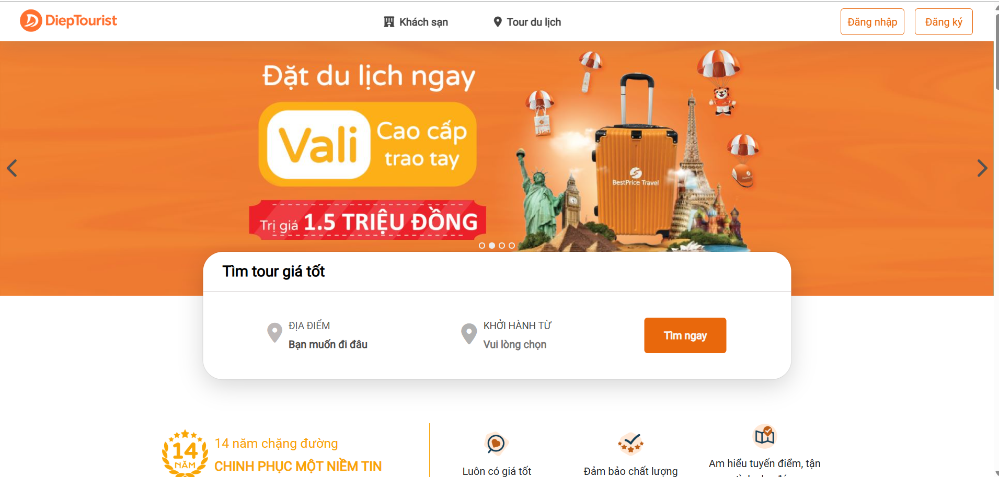 DiepTourist
Khách sạn
Tour du lịch
Đăng nhập
Đăng ký
Đặt du lịch ngay
Vali
Cao cấp
trao tay
Trị giá 1.5 TRIỆU ĐỒNG
BestPrice Travel
Tìm tour giá tốt
ĐỊA ĐIỂM
Bạn muốn đi đâu
KHỞI HÀNH TỪ
Vui lòng chọn
Tìm ngay
14
NĂM
14 năm chặng đường
CHINH PHỤC MỘT NIỀM TIN
Luôn có giá tốt
Đảm bảo chất lượng
Am hiểu tuyến điểm, tận